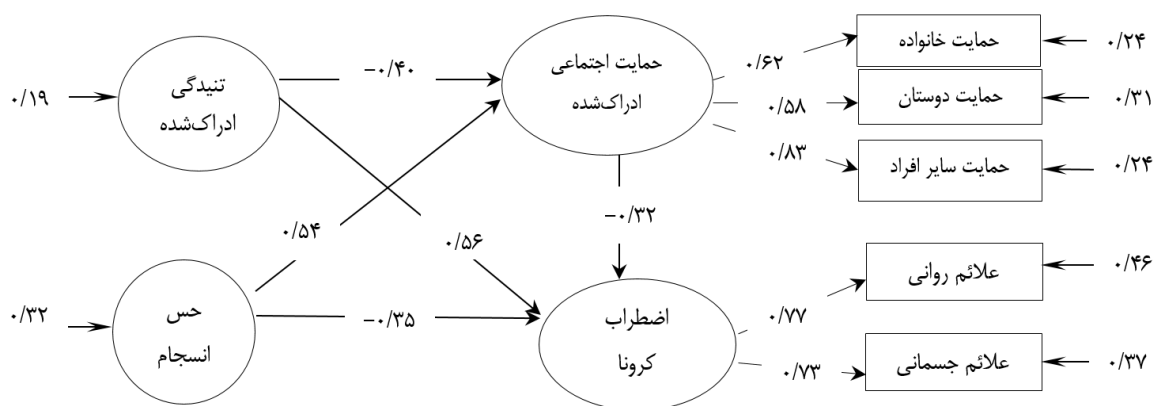 حمایت خانواده
۰/۲۴
۰/۶۲
حمایت اجتماعی
ادراک‌شده
−۰/۴۰
تنیدگی
ادراک‌شده
۰/۱۹
حمایت دوستان
۰/۳۱
۰/۵۸
حمایت سایر افراد
۰/۲۴
۰/۸۳
−۰/۳۲
۰/۵۶
۰/۵۴
علائم روانی
۰/۴۶
۰/۷۷
اضطراب
کرونا
−۰/۳۵
حس
انسجام
۰/۳۲
علائم جسمانی
۰/۳۷
۰/۷۳